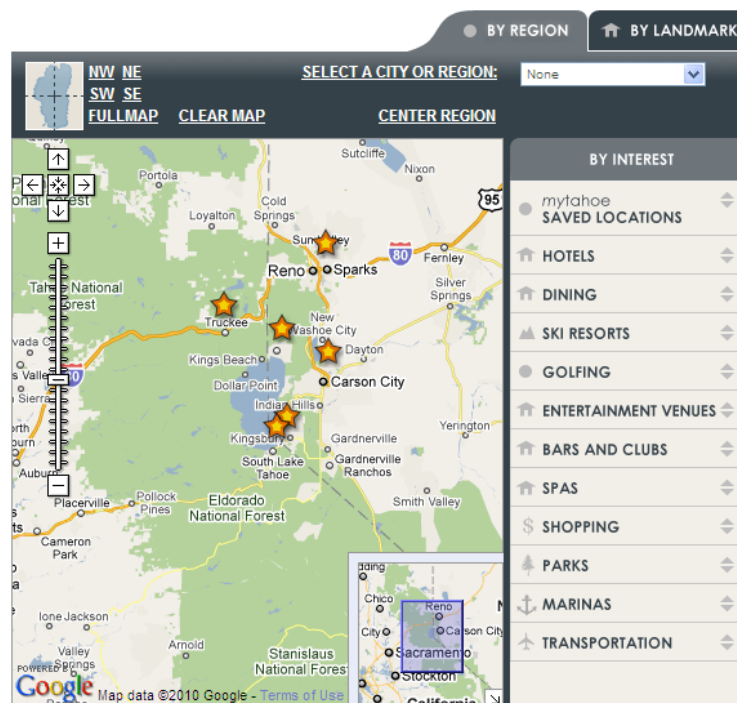 BY REGION
BY LANDMARK
NW NE
SW SE
FULLMAP
CLEAR MAP
SELECT A CITY OR REGION:
None
CENTER REGION
BY INTEREST
mytahoe
SAVED LOCATIONS
HOTELS
DINING
SKI RESORTS
GOLFING
ENTERTAINMENT VENUES
BARS AND CLUBS
SPAS
SHOPPING
PARKS
MARINAS
TRANSPORTATION
Sutcliffe
Nixon
Portola
95
Cold
Springs
Loyalton
80
Fernley
Reno
Sparks
Silver
Springs
National
Truckee
New
Washoe City
Dayton
Kings Beach
Dollar Point
Carson City
Indian Hills
Kingsbury
Gardnerville
Yerington
South Lake
Tahoe
Gardnerville
Ranchos
Placerville
Pollock
Pines
Eldorado
National Forest
Smith Valley
Cameron
Park
Ione
Jackson
Valley
Springs
Arnold
Stanislaus
National Forest
Chico
Reno
Carson City
Sacramento
Stockton
California
POWERED BY
Google
Map data ©2010 Google - Terms of Use